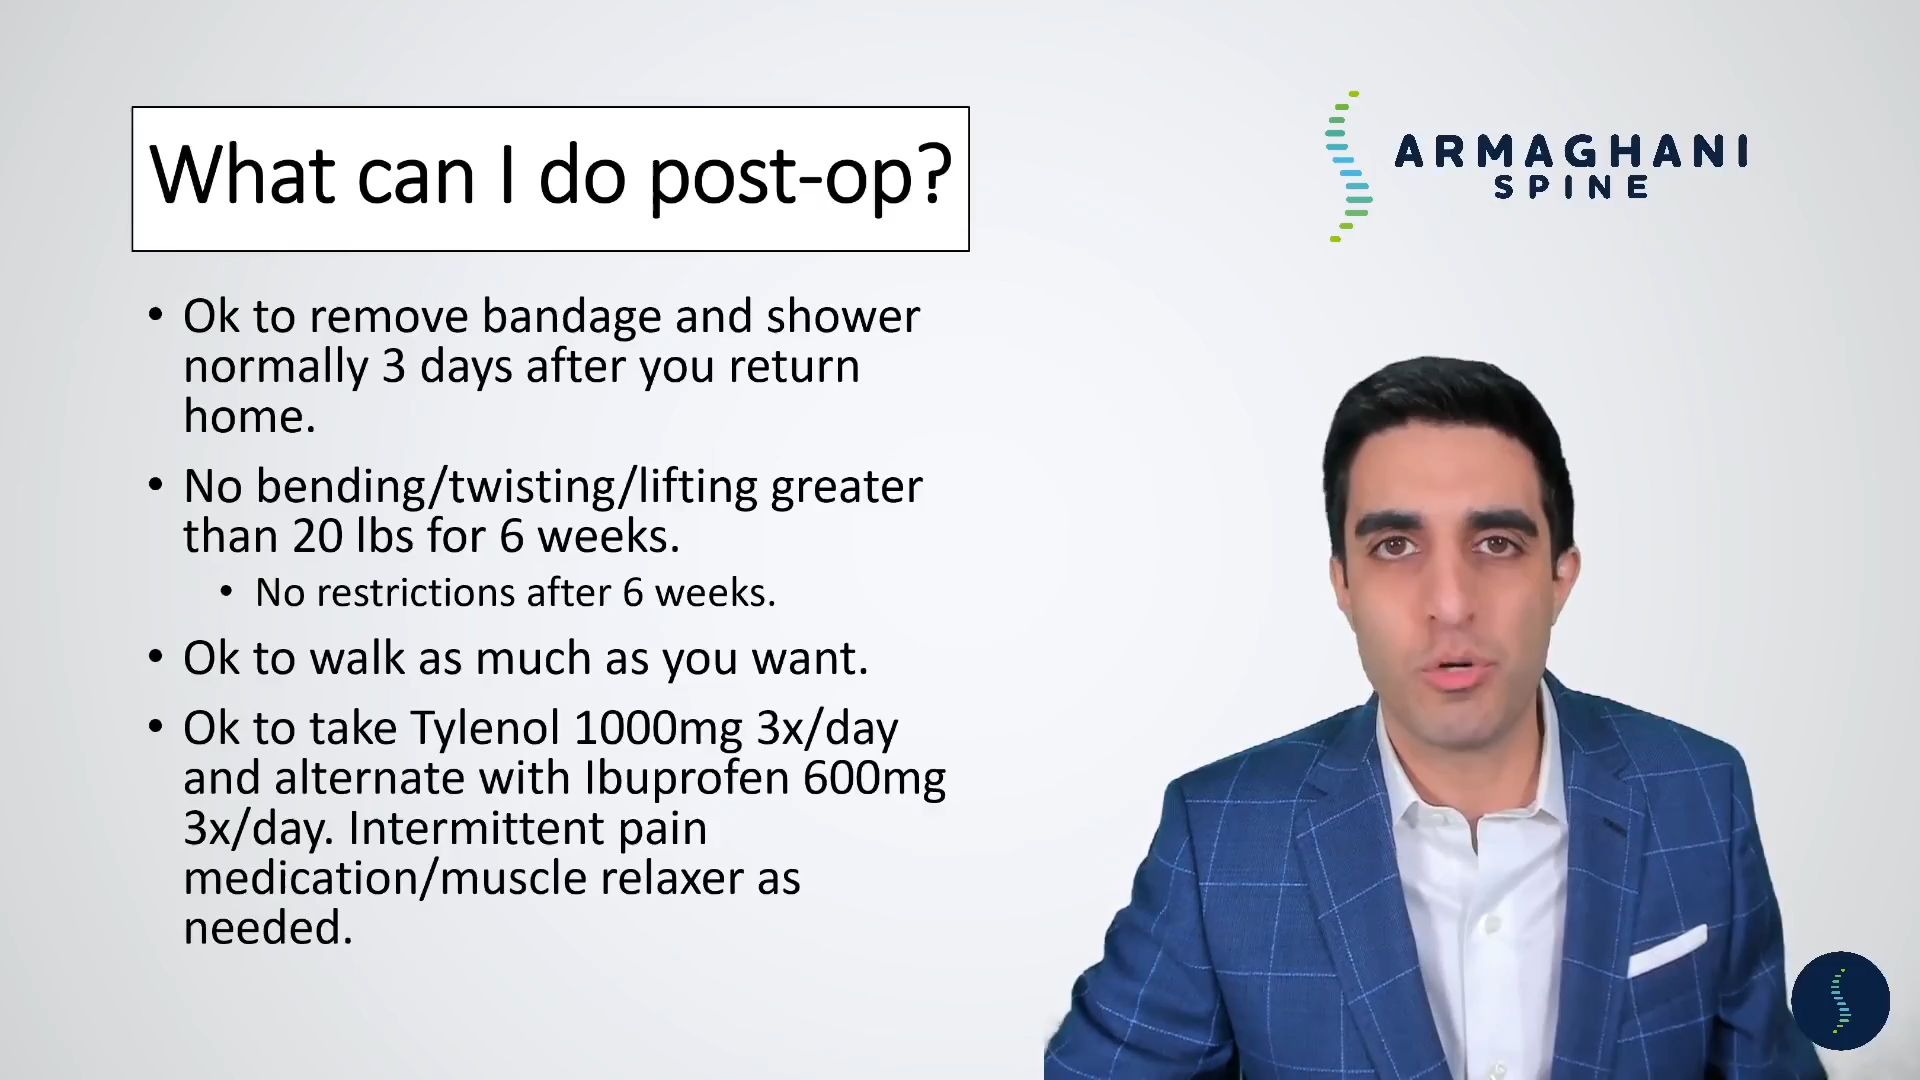 What can I do post-op?
ARMAGHANI
SPINE
• Ok to remove bandage and shower
normally 3 days after you return
home.
• No bending/twisting/lifting greater
than 20 lbs for 6 weeks.
• No restrictions after 6 weeks.
• Ok to walk as much as you want.
• Ok to take Tylenol 1000mg 3x/day
and alternate with Ibuprofen 600mg
3x/day. Intermittent pain
medication/muscle relaxer as
needed.